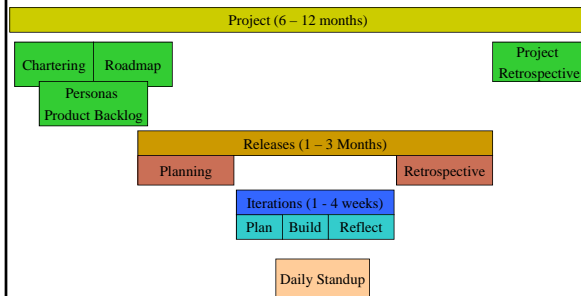 Project (6 – 12 months)
Chartering
Roadmap
Project
Retrospective
Personas
Product Backlog
Releases (1 – 3 Months)
Planning
Retrospective
Iterations (1 - 4 weeks)
Plan
Build
Reflect
Daily Standup